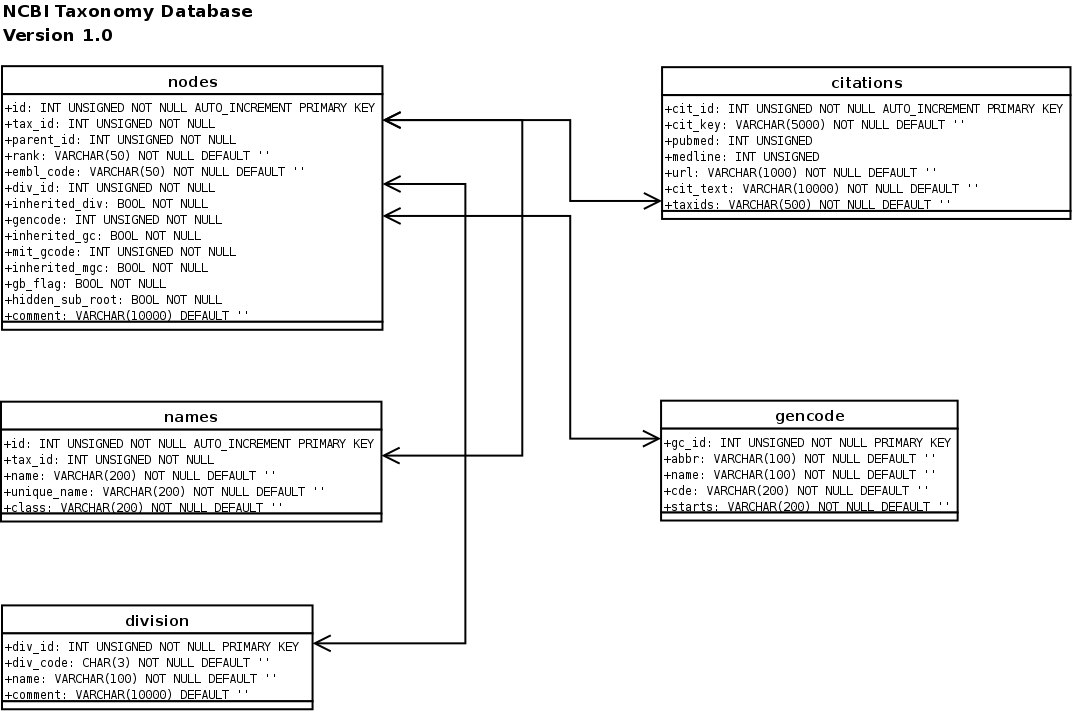 NCBI Taxonomy Database
Version 1.0
nodes
+id: INT UNSIGNED NOT NULL AUTO_INCREMENT PRIMARY KEY
+tax_id: INT UNSIGNED NOT NULL
+parent_id: INT UNSIGNED NOT NULL
+rank: VARCHAR(50) NOT NULL DEFAULT ''
+embl_code: VARCHAR(50) NOT NULL DEFAULT ''
+div_id: INT UNSIGNED NOT NULL
+inherited_div: BOOL NOT NULL
+gencode: INT UNSIGNED NOT NULL
+inherited_gc: BOOL NOT NULL
+mit_gcode: INT UNSIGNED NOT NULL
+inherited_mgc: BOOL NOT NULL
+gb_flag: BOOL NOT NULL
+hidden_sub_root: BOOL NOT NULL
+comment: VARCHAR(10000) DEFAULT ''
citations
+cit_id: INT UNSIGNED NOT NULL AUTO_INCREMENT PRIMARY KEY
+cit_key: VARCHAR(5000) NOT NULL DEFAULT ''
+pubmed: INT UNSIGNED
+medline: INT UNSIGNED
+url: VARCHAR(1000) NOT NULL DEFAULT ''
+cit_text: VARCHAR(10000) NOT NULL DEFAULT ''
+taxids: VARCHAR(500) NOT NULL DEFAULT ''
names
+id: INT UNSIGNED NOT NULL AUTO_INCREMENT PRIMARY KEY
+tax_id: INT UNSIGNED NOT NULL
+name: VARCHAR(200) NOT NULL DEFAULT ''
+unique_name: VARCHAR(200) NOT NULL DEFAULT ''
+class: VARCHAR(200) NOT NULL DEFAULT ''
gencode
+gc_id: INT UNSIGNED NOT NULL PRIMARY KEY
+abbr: VARCHAR(100) NOT NULL DEFAULT ''
+name: VARCHAR(100) NOT NULL DEFAULT ''
+cde: VARCHAR(200) NOT NULL DEFAULT ''
+starts: VARCHAR(200) NOT NULL DEFAULT ''
division
+div_id: INT UNSIGNED NOT NULL PRIMARY KEY
+div_code: CHAR(3) NOT NULL DEFAULT ''
+name: VARCHAR(100) NOT NULL DEFAULT ''
+comment: VARCHAR(10000) DEFAULT ''